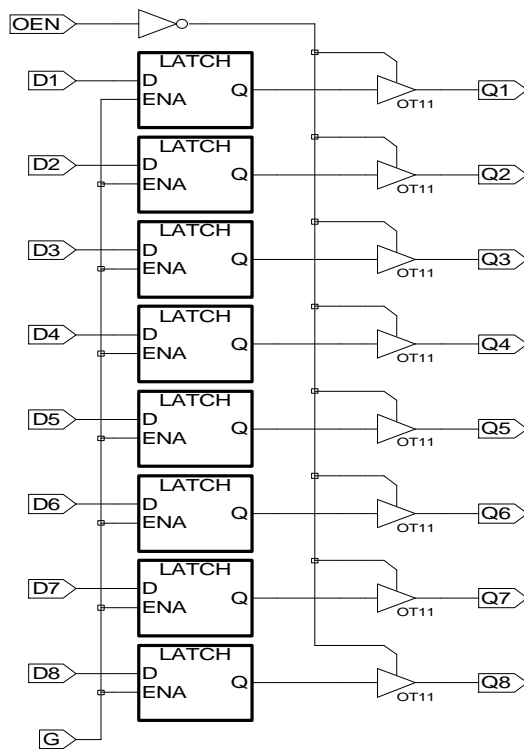 OEN
LATCH
D1 D Q Q1
ENA OT11
LATCH
D2 D Q Q2
ENA OT11
LATCH
D3 D Q Q3
ENA OT11
LATCH
D4 D Q Q4
ENA OT11
LATCH
D5 D Q Q5
ENA OT11
LATCH
D6 D Q Q6
ENA OT11
LATCH
D7 D Q Q7
ENA OT11
LATCH
D8 D Q Q8
ENA OT11
G